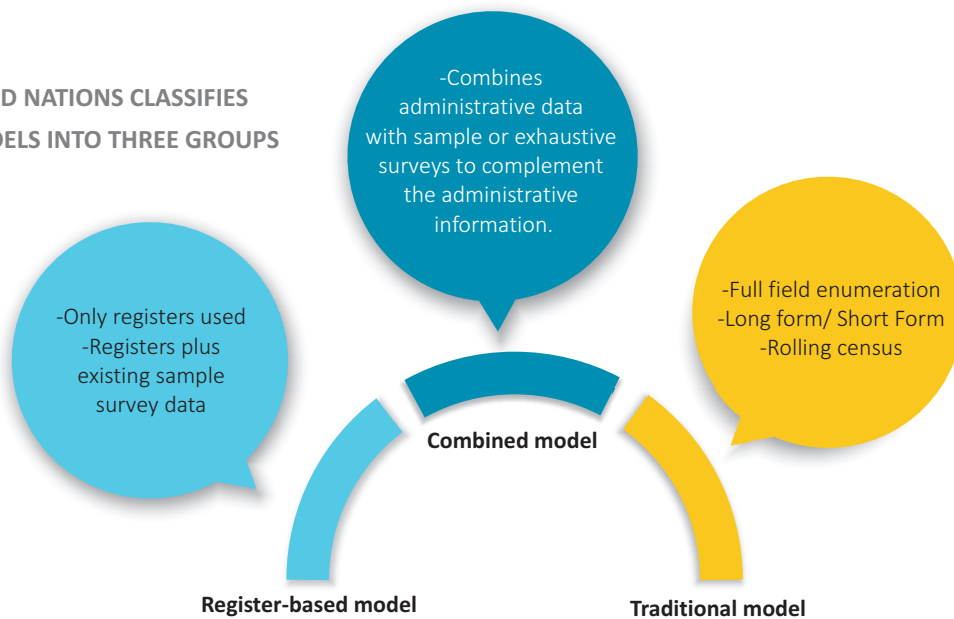 D NATIONS CLASSIFIES
DELS INTO THREE GROUPS
-Combines
administrative data
with sample or exhaustive
surveys to complement
the administrative
information.
-Only registers used
-Registers plus
existing sample
survey data
-Full field enumeration
-Long form/ Short Form
-Rolling census
Combined model
Register-based model
Traditional model